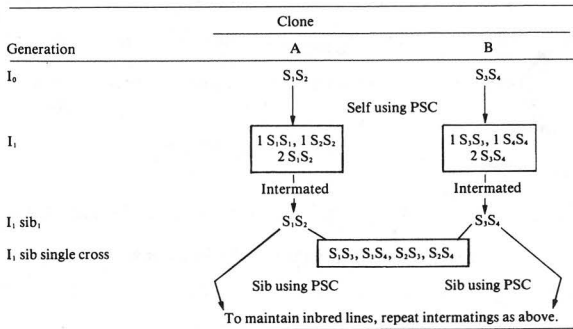 Clone
Generation A B
I₀ S₁S₂ S₃S₄
Self using PSC
I₁ 1 S₁S₁, 1 S₂S₂ 1 S₃S₃, 1 S₄S₄
2 S₁S₂ 2 S₃S₄
Intermated Intermated
I₁ sib₁ S₁S₂ S₃S₄
I₁ sib single cross S₁S₃, S₁S₄, S₂S₃, S₂S₄
Sib using PSC Sib using PSC
To maintain inbred lines, repeat intermatings as above.